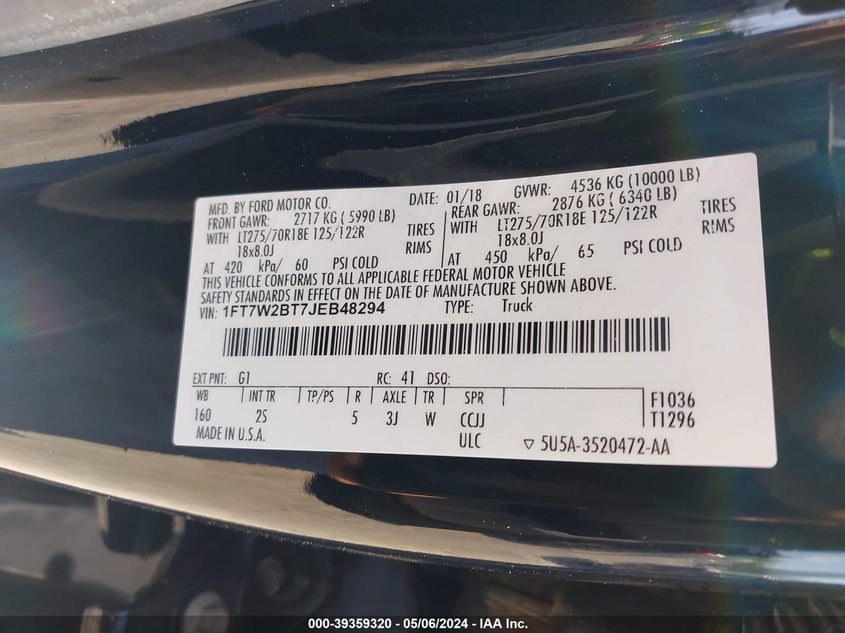 MFD. BY FORD MOTOR CO. DATE: 01/18 GVWR: 4536 KG (10000 LB)
FRONT GAWR: 2717 KG ( 5990 LB) REAR GAWR: 2876 KG ( 6340 LB)
WITH LT275/70R18E 125/122R TIRES WITH LT275/70R18E 125/122R TIRES
18x8.0J RIMS 18x8.0J RIMS
AT 420 kPa/ 60 PSI COLD AT 450 kPa/ 65 PSI COLD
THIS VEHICLE CONFORMS TO ALL APPLICABLE FEDERAL MOTOR VEHICLE
SAFETY STANDARDS IN EFFECT ON THE DATE OF MANUFACTURE SHOWN ABOVE.
VIN: 1FT7W2BT7JEB48294 TYPE: Truck
EXT PNT: G1 RC: 41 DSO:
WB INT TR TP/PS R AXLE TR SPR F1036
160 2S 5 3J W CCJJ T1296
MADE IN U.S.A. ULC ▽ 5U5A-3520472-AA
000-39359320 - 05/06/2024 - IAA Inc.